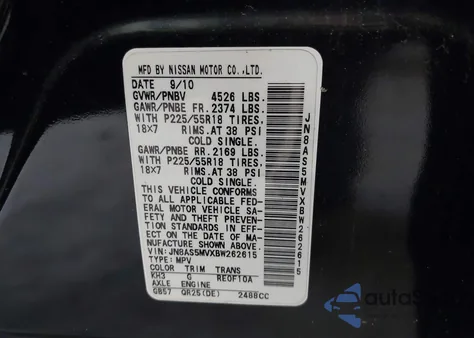 MFD. BY NISSAN MOTOR CO.,LTD.
DATE 9/10
GVWR/PNBV 4526 LBS.
GAWR/PNBE FR. 2374 LBS.
WITH P225/55R18 TIRES,
18X7 RIMS.AT 38 PSI
COLD SINGLE.
GAWR/PNBE RR. 2169 LBS.
WITH P225/55R18 TIRES,
18X7 RIMS.AT 38 PSI
COLD SINGLE.
THIS VEHICLE CONFORMS
TO ALL APPLICABLE FED-
ERAL MOTOR VEHICLE SA-
FETY AND THEFT PREVEN-
TION STANDARDS IN EFFECT
ON THE DATE OF MA-
NUFACTURE SHOWN ABOVE.
VIN: JN8AS5MVXBW262615
TYPE: MPV
COLOR TRIM TRANS
KH3 G RE0F10A
AXLE ENGINE
GB57 QR25(DE) 2488CC
JN8AS5MVXBW262615